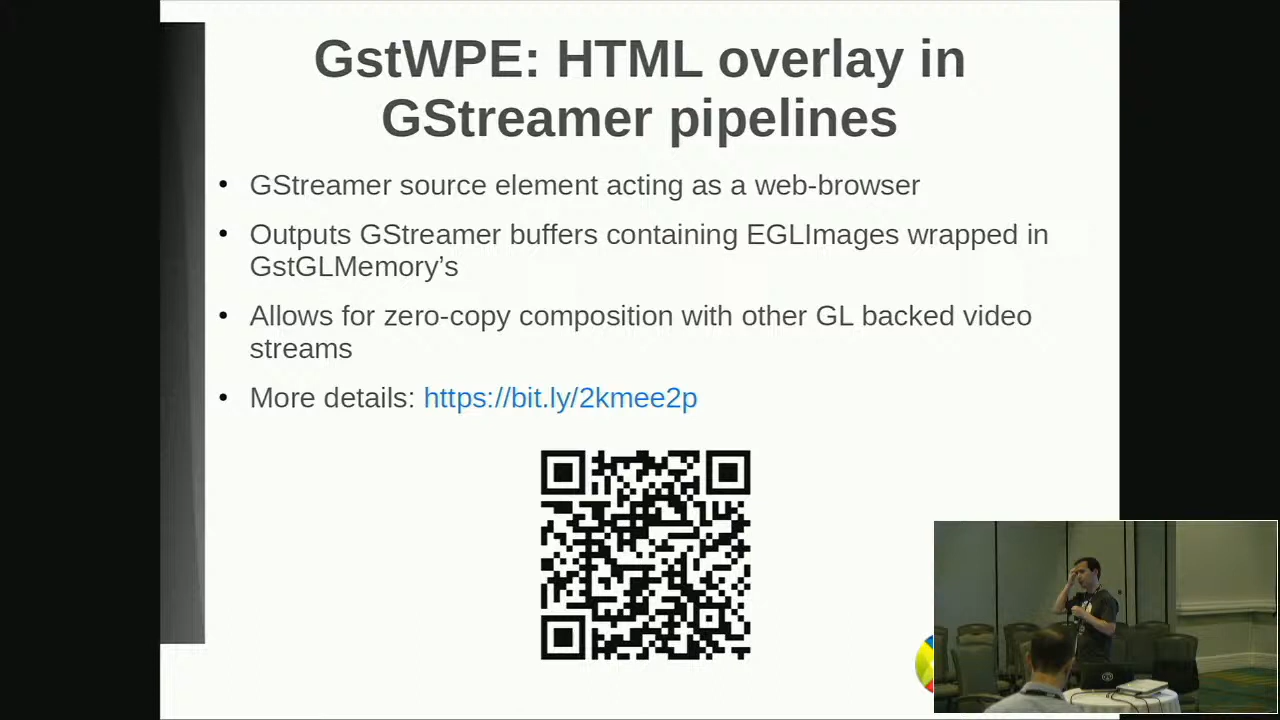 GstWPE: HTML overlay in
GStreamer pipelines
• GStreamer source element acting as a web-browser
• Outputs GStreamer buffers containing EGLImages wrapped in
GstGLMemory’s
• Allows for zero-copy composition with other GL backed video
streams
• More details: https://bit.ly/2kmee2p